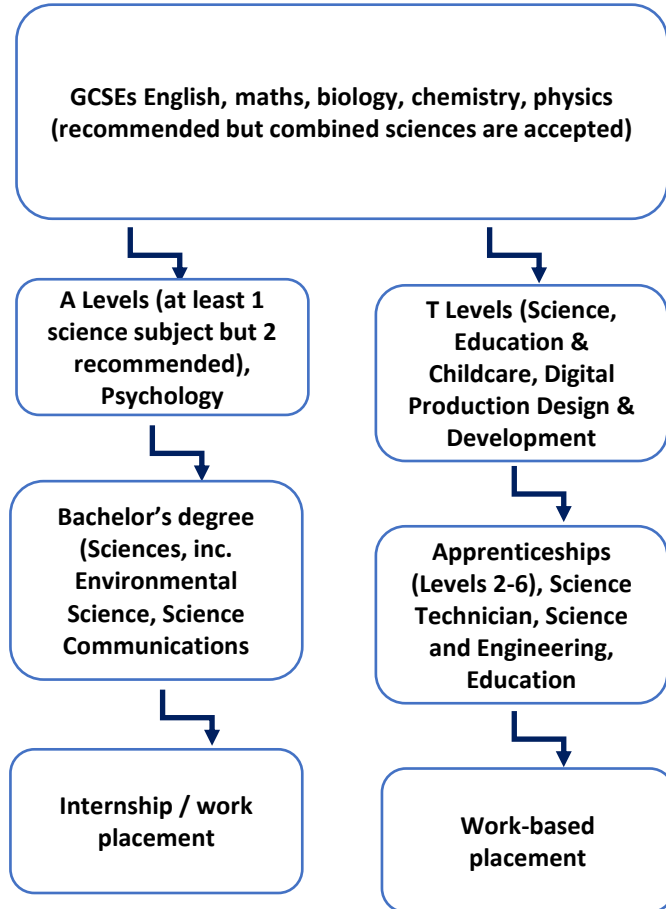 GCSEs English, maths, biology, chemistry, physics
(recommended but combined sciences are accepted)
A Levels (at least 1
science subject but 2
recommended),
Psychology
T Levels (Science,
Education &
Childcare, Digital
Production Design &
Development
Bachelor’s degree
(Sciences, inc.
Environmental
Science, Science
Communications
Apprenticeships
(Levels 2-6), Science
Technician, Science
and Engineering,
Education
Internship / work
placement
Work-based
placement